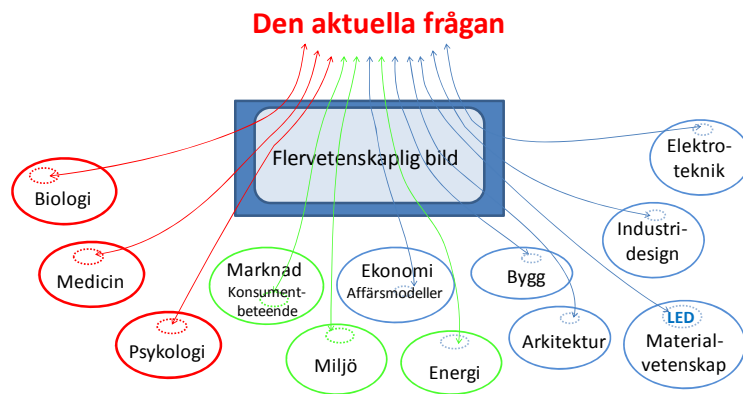 Den aktuella frågan
Flervetenskaplig bild
Elektro-
teknik
Biologi
Industri-
design
Medicin
Marknad
Konsument-
beteende
Ekonomi
Affärsmodeller
Bygg
Psykologi
Miljö
Energi
Arkitektur
LED
Material-
vetenskap